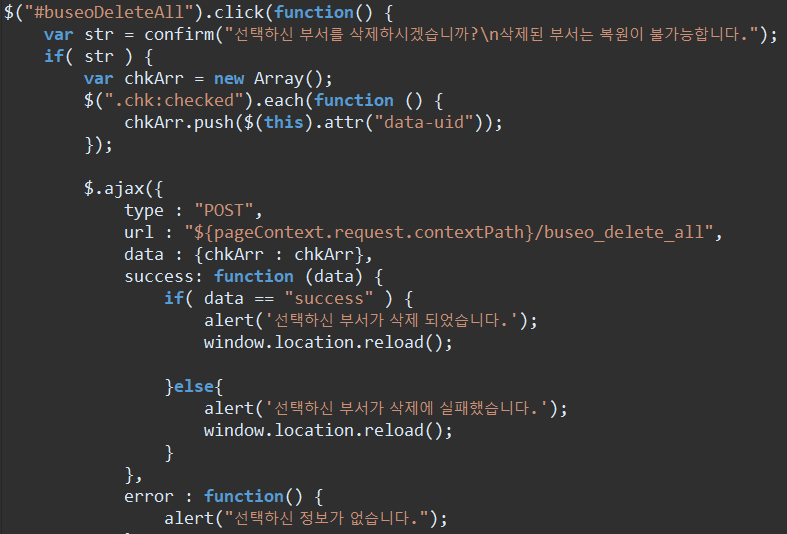 $("#buseoDeleteAll").click(function() {
var str = confirm("선택하신 부서를 삭제하시겠습니까?\n삭제된 부서는 복원이 불가능합니다.");
if( str ) {
var chkArr = new Array();
$(".chk:checked").each(function () {
chkArr.push($(this).attr("data-uid"));
});
$.ajax({
type : "POST",
url : "${pageContext.request.contextPath}/buseo_delete_all",
data : {chkArr : chkArr},
success: function (data) {
if( data == "success" ) {
alert('선택하신 부서가 삭제 되었습니다.');
window.location.reload();
}else{
alert('선택하신 부서가 삭제에 실패했습니다.');
window.location.reload();
}
},
error : function() {
alert("선택하신 정보가 없습니다.");